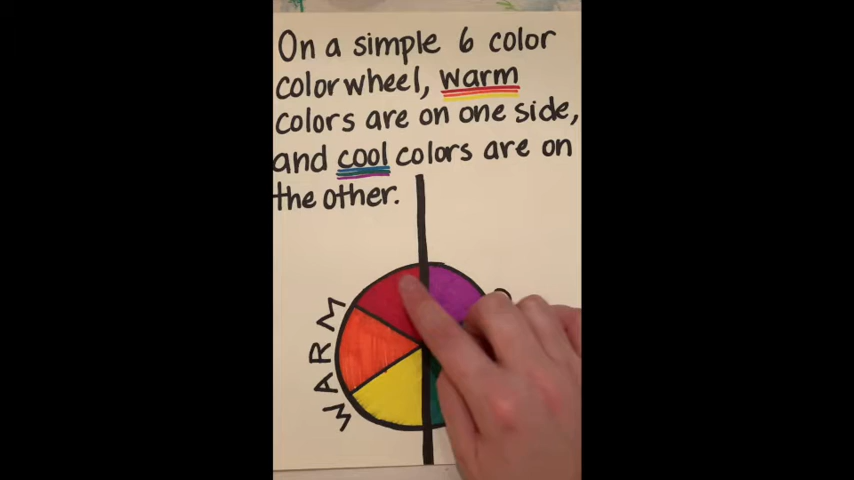 On a simple 6 color
colorwheel, warm
colors are on one side,
and cool colors are on
the other.
WARM